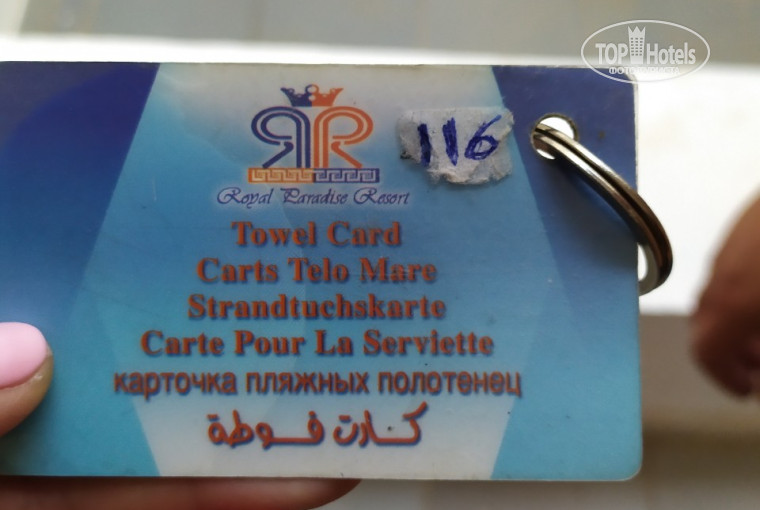 TOP Hotels
116
Royal Paradise Resort
Towel Card
Carts Telo Mare
Strandtuchskarte
Carte Pour La Serviette
карточка пляжных полотенец
كارت فوطة